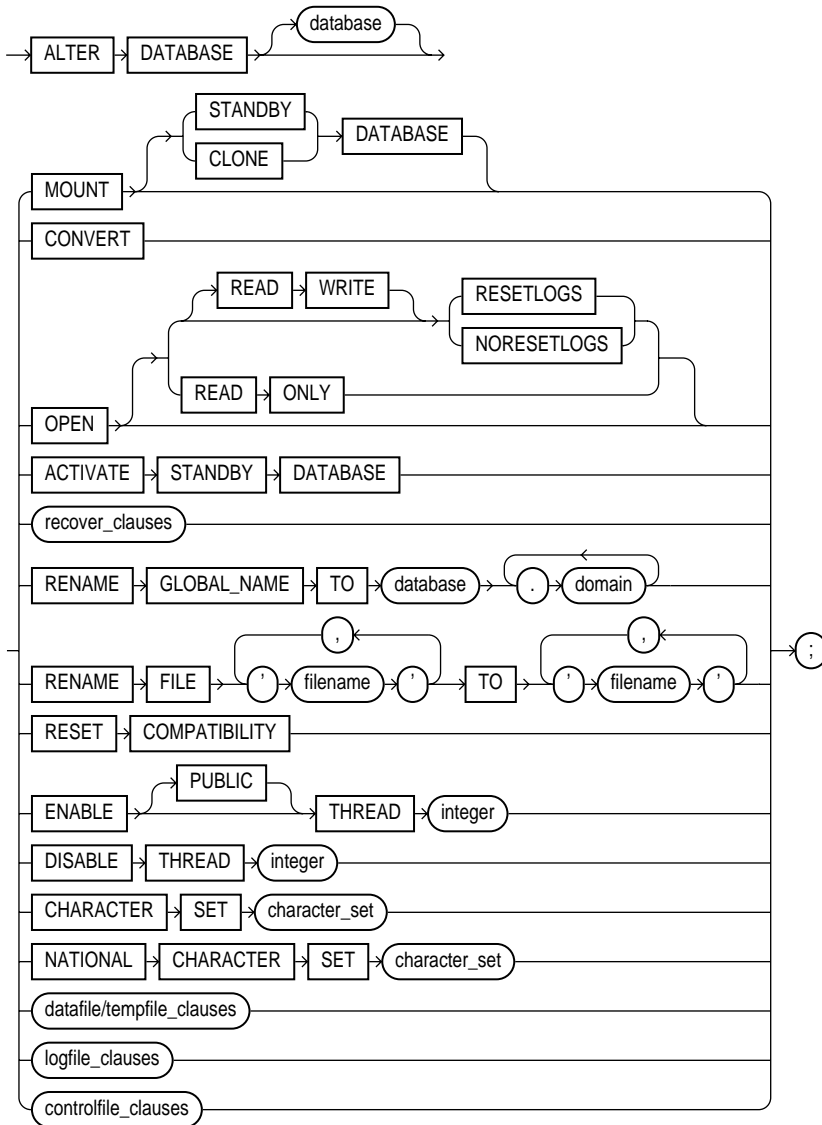 database
ALTER DATABASE
STANDBY
DATABASE
CLONE
MOUNT
CONVERT
READ WRITE
RESETLOGS
NORESETLOGS
READ ONLY
OPEN
ACTIVATE STANDBY DATABASE
recover_clauses
RENAME GLOBAL_NAME TO database . domain
, ,
RENAME FILE ’ filename ’ TO ’ filename ’ ;
RESET COMPATIBILITY
PUBLIC
ENABLE THREAD integer
DISABLE THREAD integer
CHARACTER SET character_set
NATIONAL CHARACTER SET character_set
datafile/tempfile_clauses
logfile_clauses
controlfile_clauses